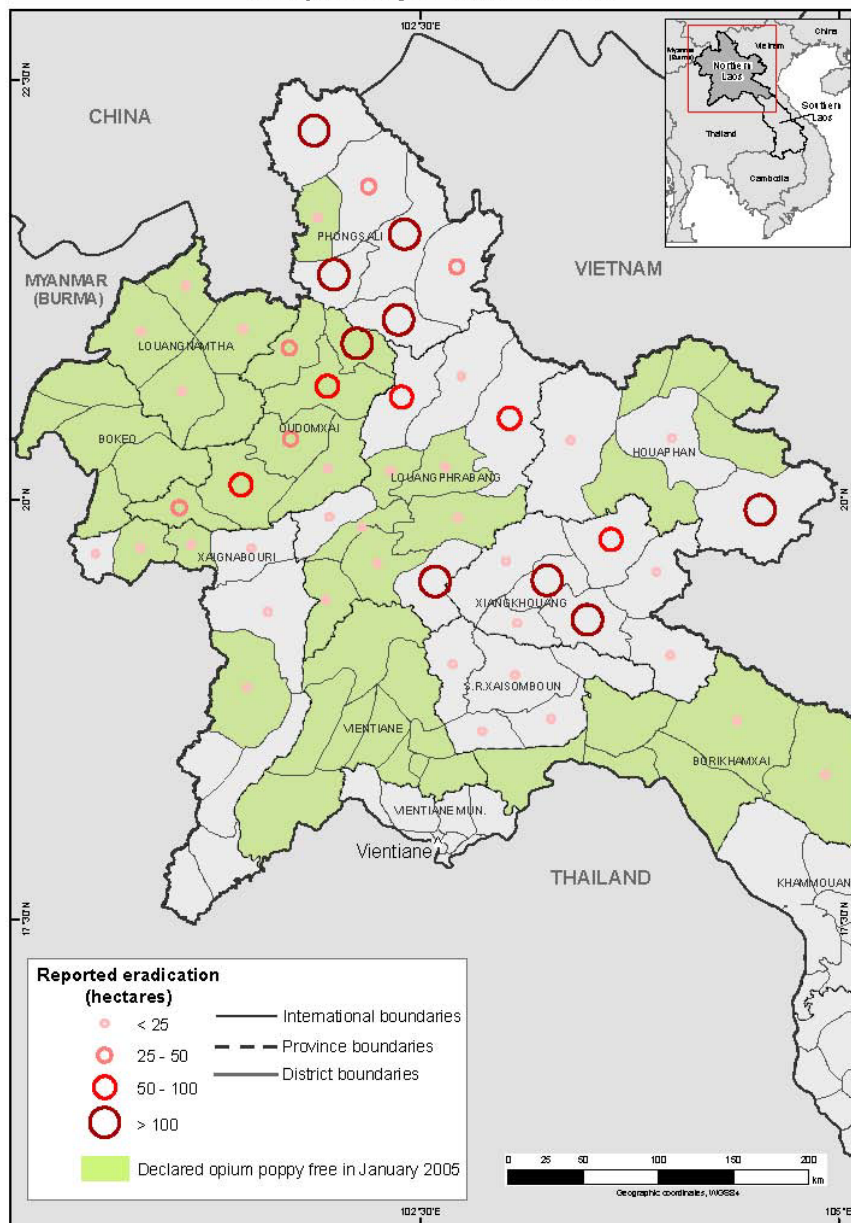 102°30'E
22°30'N
CHINA
Myanmar
(Burma)
Vietnam
China
Northern
Laos
Southern
Laos
Thailand
Cambodia
PHONGSALI
MYANMAR
(BURMA)
VIETNAM
LOUANGNAMTHA
BOKEO
OUDOMXAI
HOUAPHAN
LOUANGPHRABANG
20°N
20°N
XAIGNABOURI
XIANGKHOUANG
S.R.XAISOMBOUN
VIENTIANE
BORIKHAMXAI
VIENTIANE MUN.
Vientiane
THAILAND
KHAMMOUAN
17°30'N
17°30'N
Reported eradication
(hectares)
< 25
25 - 50
50 - 100
> 100
International boundaries
Province boundaries
District boundaries
Declared opium poppy free in January 2005
0 25 50 100 150 200
km
Geographic coordinates, WGS84
102°30'E
105°E